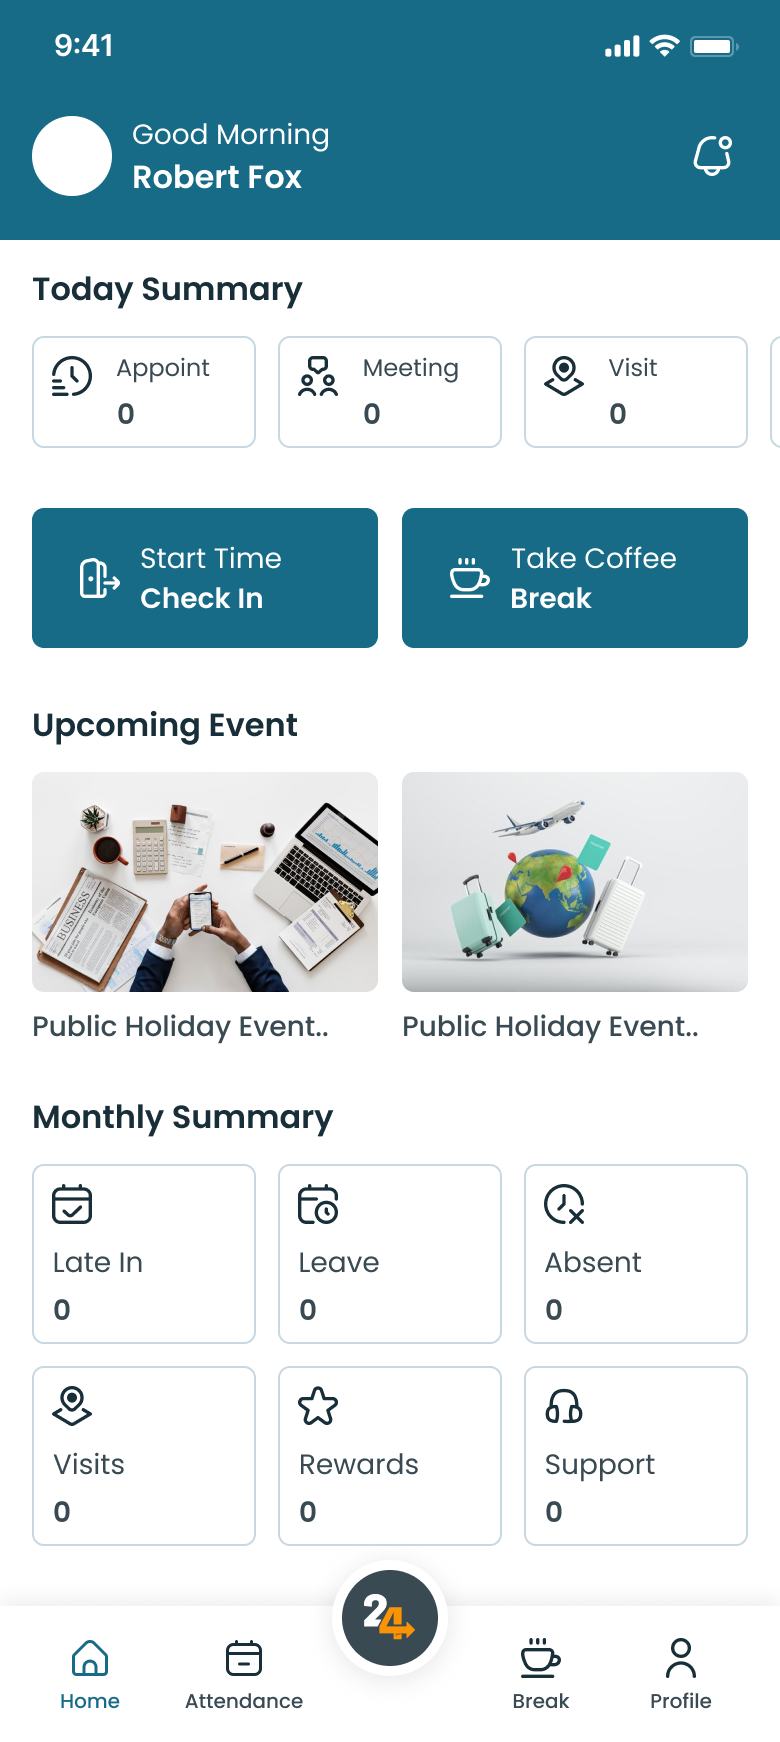 9:41
Good Morning
Robert Fox
Today Summary
Appoint
0
Meeting
0
Visit
0
Start Time
Check In
Take Coffee
Break
Upcoming Event
BUSINESS
Public Holiday Event..
Public Holiday Event..
Monthly Summary
Late In
0
Leave
0
Absent
0
Visits
0
Rewards
0
Support
0
24
Home
Attendance
Break
Profile